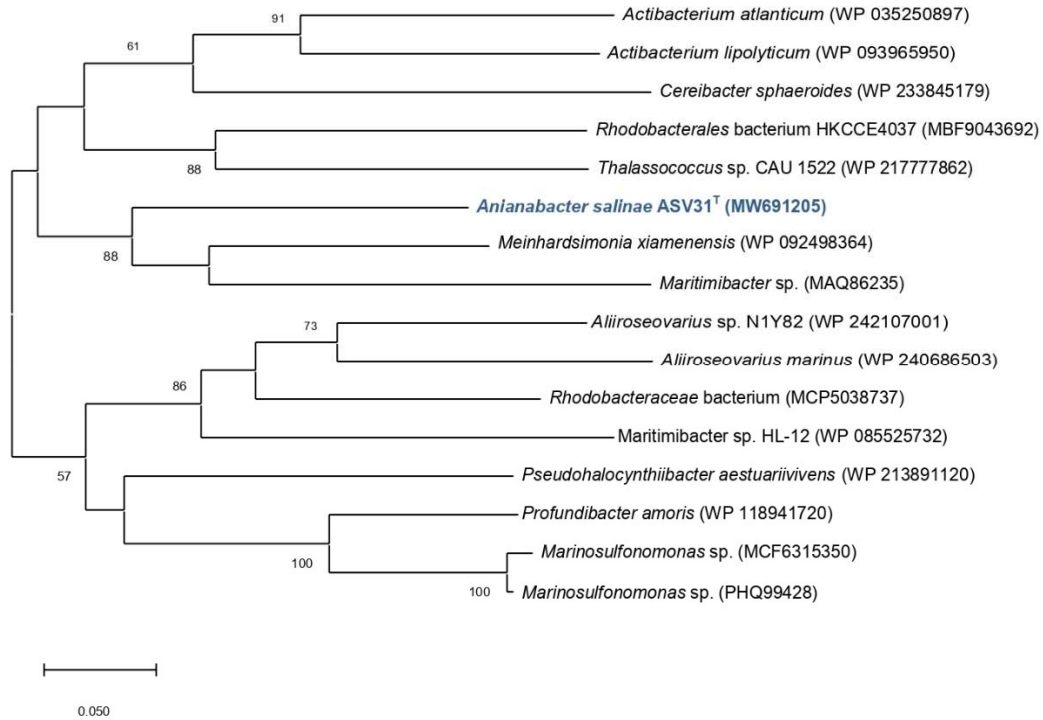 91
Actibacterium atlanticum (WP 035250897)
61
Actibacterium lipolyticum (WP 093965950)
Cereibacter sphaeroides (WP 233845179)
Rhodobacterales bacterium HKCCE4037 (MBF9043692)
88
Thalassococcus sp. CAU 1522 (WP 217777862)
Anianabacter salinae ASV31ᵀ (MW691205)
88
Meinhardsimonia xiamenensis (WP 092498364)
Maritimibacter sp. (MAQ86235)
73
Aliiroseovarius sp. N1Y82 (WP 242107001)
Aliiroseovarius marinus (WP 240686503)
86
Rhodobacteraceae bacterium (MCP5038737)
Maritimibacter sp. HL-12 (WP 085525732)
57
Pseudohalocynthiibacter aestuariivivens (WP 213891120)
Profundibacter amoris (WP 118941720)
100
Marinosulfonomonas sp. (MCF6315350)
100
Marinosulfonomonas sp. (PHQ99428)
0.050